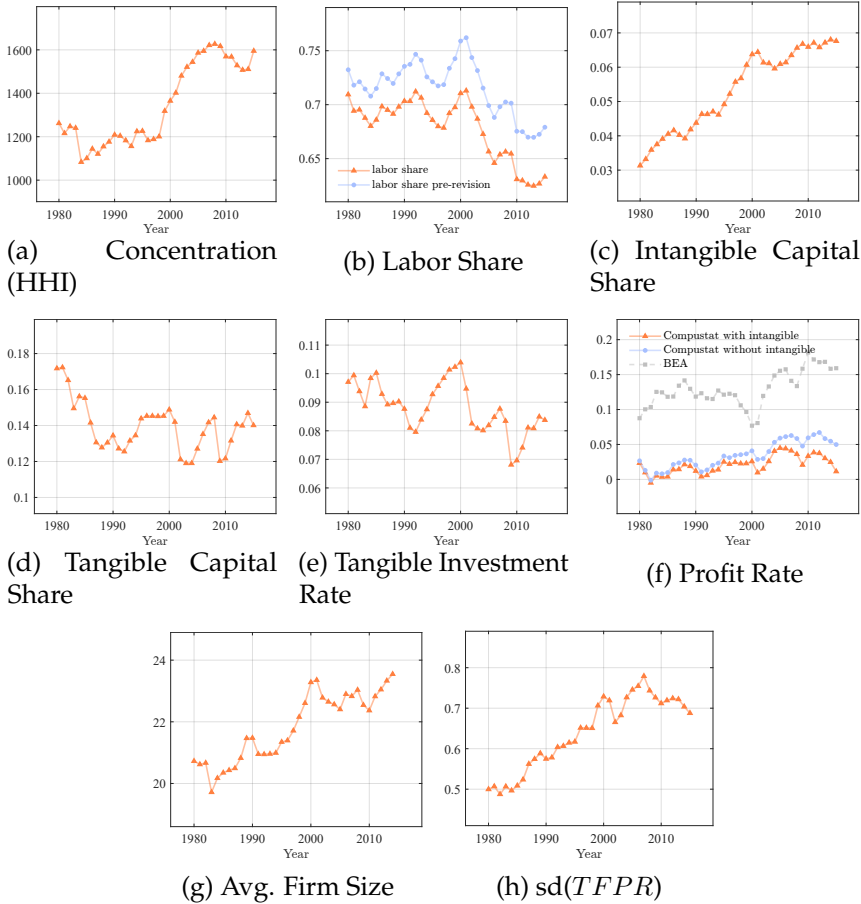 1600
1400
1200
1000
1980
1990
2000
2010
Year
(a) Concentration
(HHI)
0.75
0.7
0.65
labor share
labor share pre-revision
1980
1990
2000
2010
Year
(b) Labor Share
0.07
0.06
0.05
0.04
0.03
1980
1990
2000
2010
Year
(c) Intangible Capital
Share
0.18
0.16
0.14
0.12
0.1
1980
1990
2000
2010
Year
(d) Tangible Capital
Share
0.11
0.1
0.09
0.08
0.07
0.06
1980
1990
2000
2010
Year
(e) Tangible Investment
Rate
0.2
0.15
0.1
0.05
0
Compustat with intangible
Compustat without intangible
BEA
1980
1990
2000
2010
Year
(f) Profit Rate
24
22
20
1980
1990
2000
2010
Year
(g) Avg. Firm Size
0.8
0.7
0.6
0.5
1980
1990
2000
2010
Year
(h) sd(TFPR)